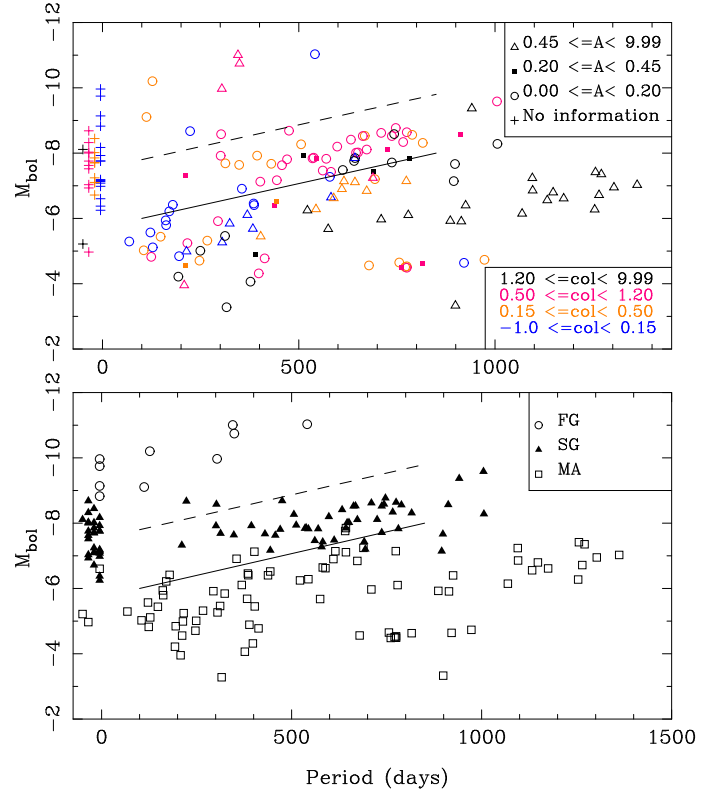 −12
−10
−8
−6
−4
−2
M_bol
0.45 <=A< 9.99
0.20 <=A< 0.45
0.00 <=A< 0.20
No information
1.20 <=col< 9.99
0.50 <=col< 1.20
0.15 <=col< 0.50
−1.0 <=col< 0.15
0
500
1000
−12
−10
−8
−6
−4
−2
M_bol
FG
SG
MA
0
500
1000
1500
Period (days)